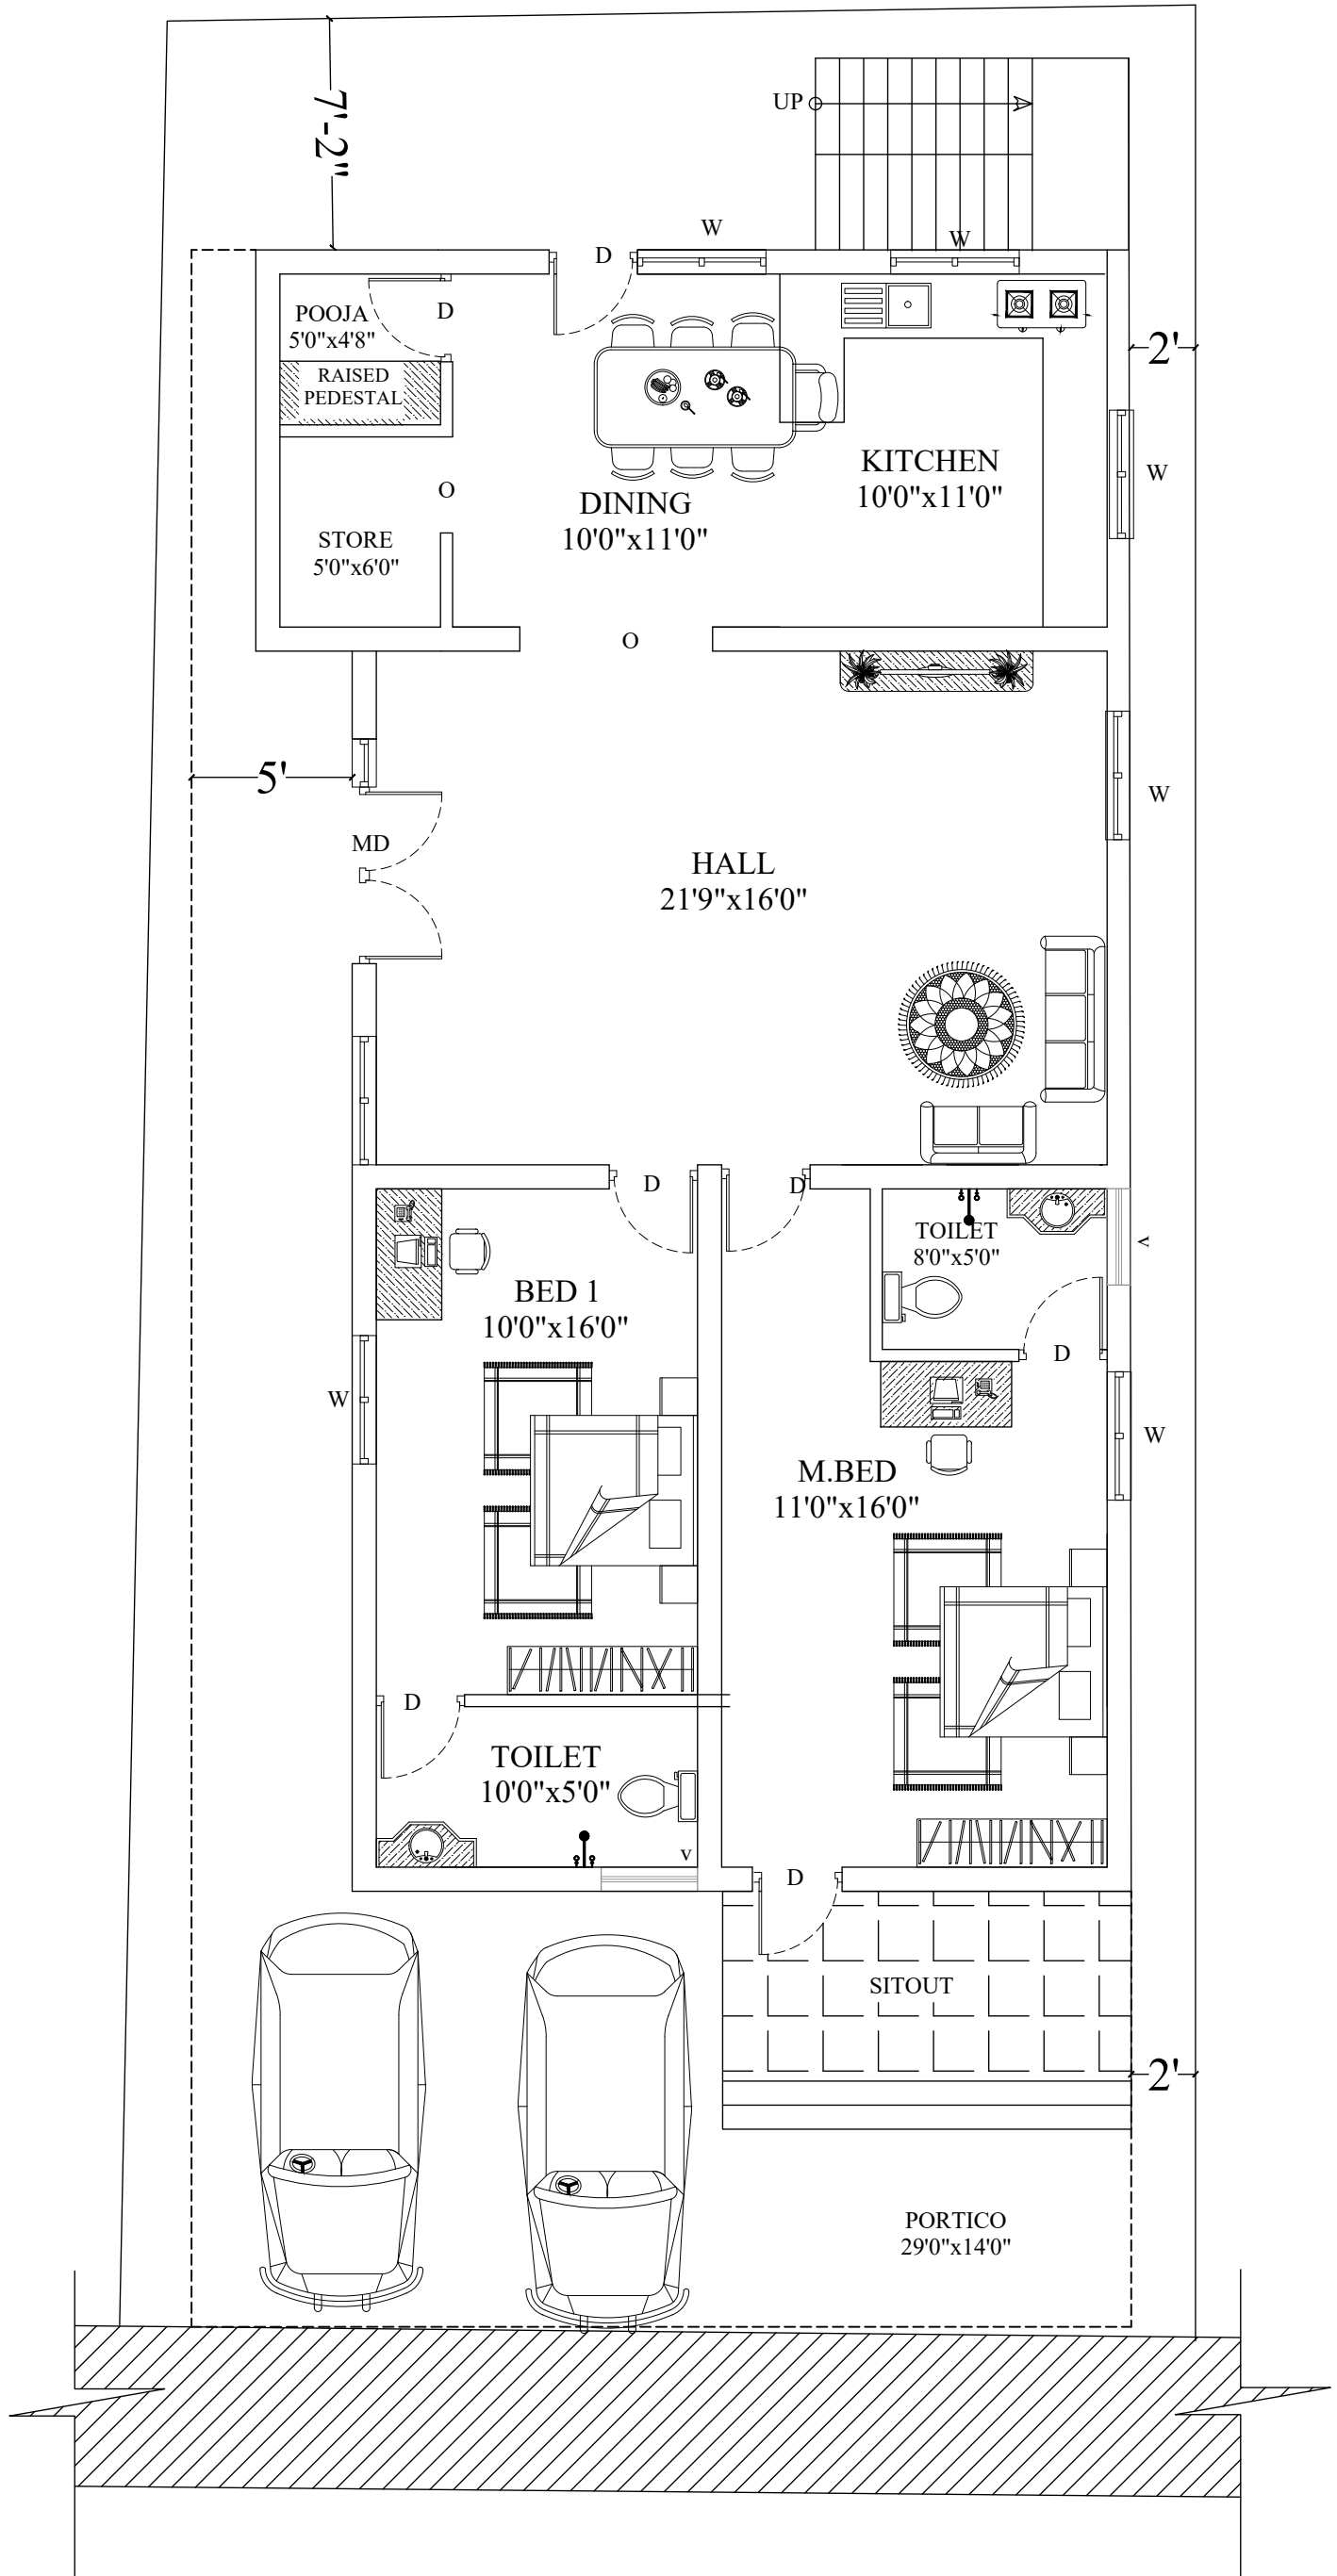 7'-2"
UP
W
W
D
POOJA
5'0"x4'8"
D
RAISED
PEDESTAL
2'
KITCHEN
10'0"x11'0"
W
O
DINING
10'0"x11'0"
STORE
5'0"x6'0"
O
5'
W
MD
HALL
21'9"x16'0"
D
D
TOILET
8'0"x5'0"
v
BED 1
10'0"x16'0"
D
W
W
M.BED
11'0"x16'0"
D
TOILET
10'0"x5'0"
v
D
SITOUT
2'
PORTICO
29'0"x14'0"